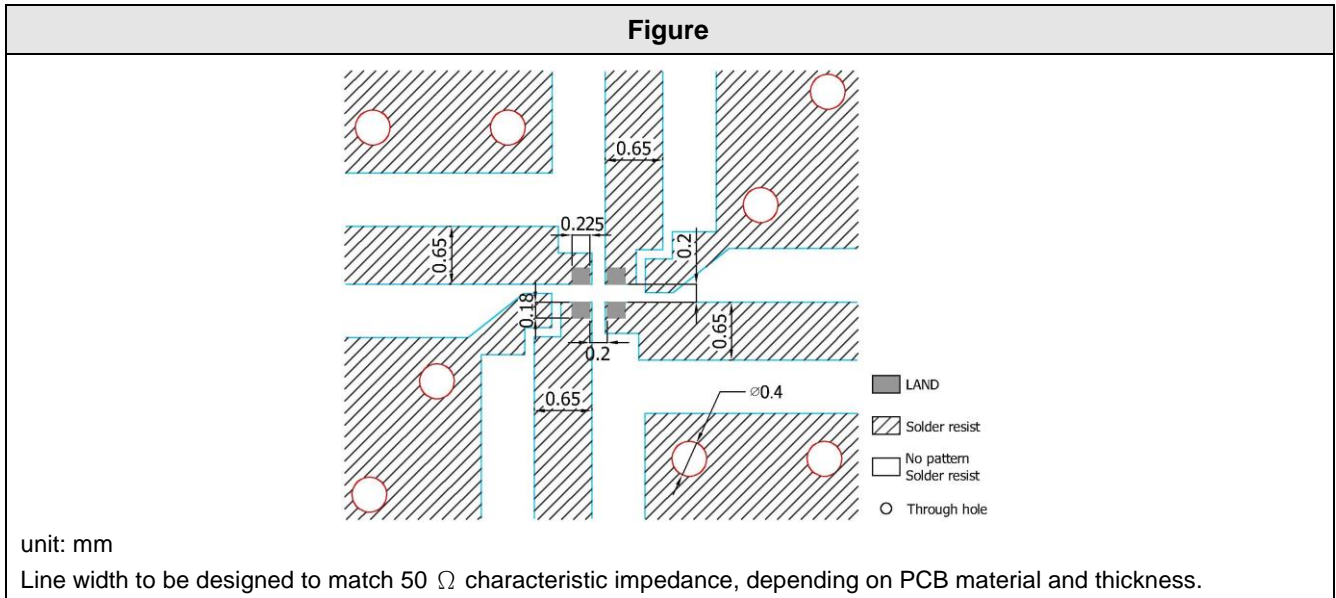 Figure
0.65
0.225
0.65
0.2
0.18
0.65
0.2
0.65
⌀0.4
LAND
Solder resist
No pattern
Solder resist
Through hole
unit: mm
Line width to be designed to match 50 Ω characteristic impedance, depending on PCB material and thickness.